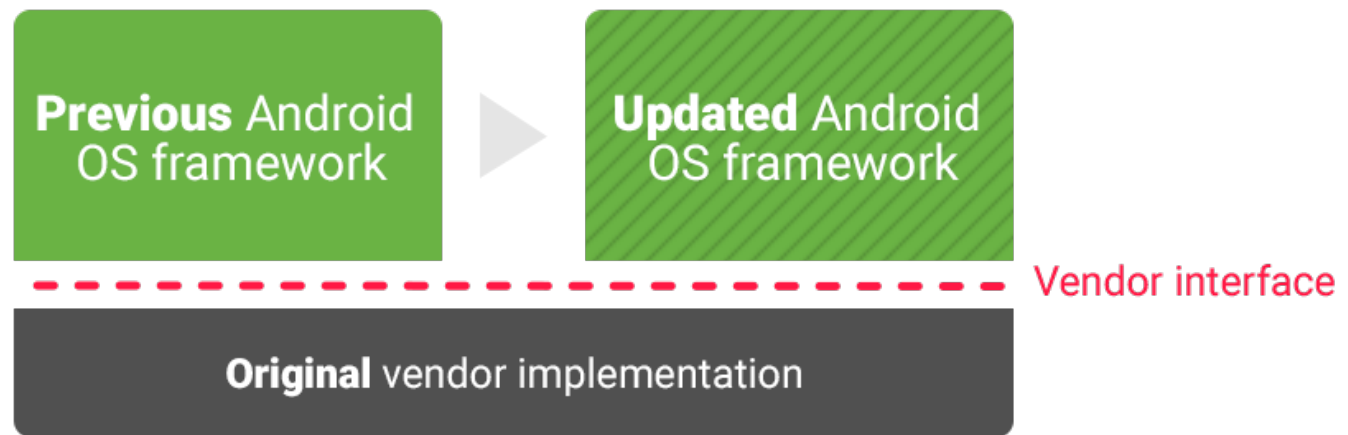 Previous Android
OS framework
Updated Android
OS framework
Vendor interface
Original vendor implementation